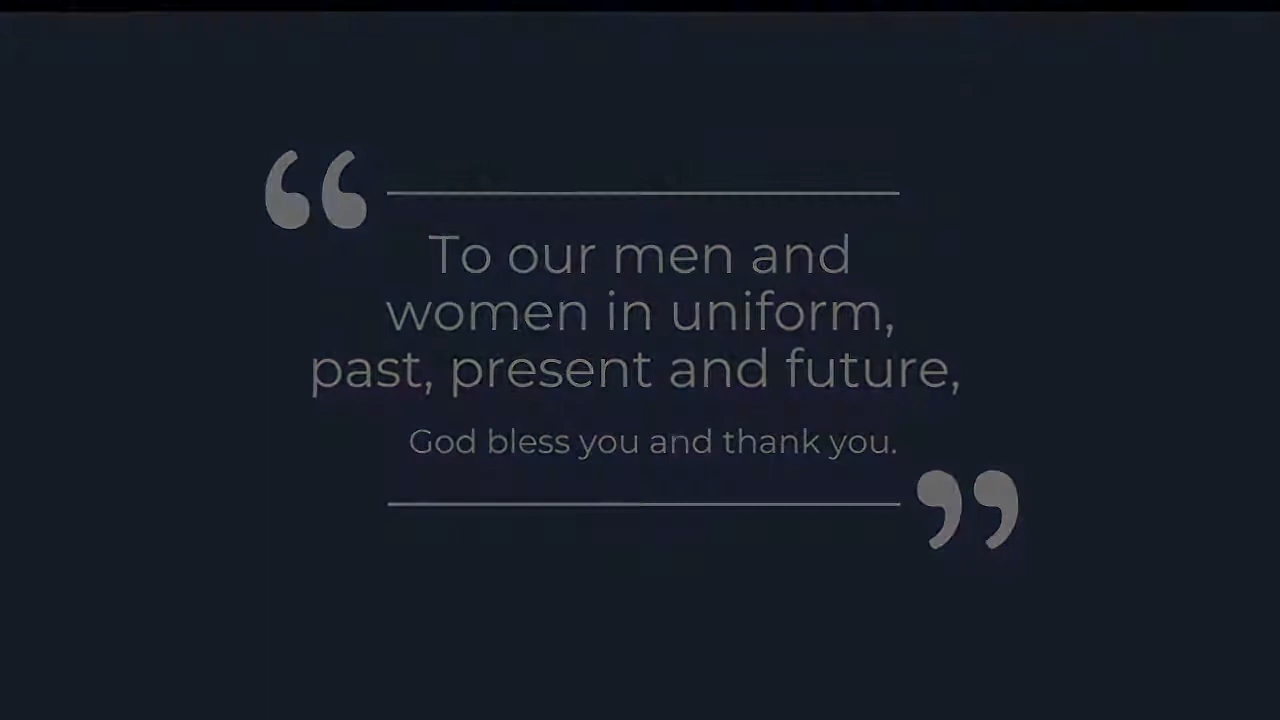 “
To our men and
women in uniform,
past, present and future,
God bless you and thank you.
”